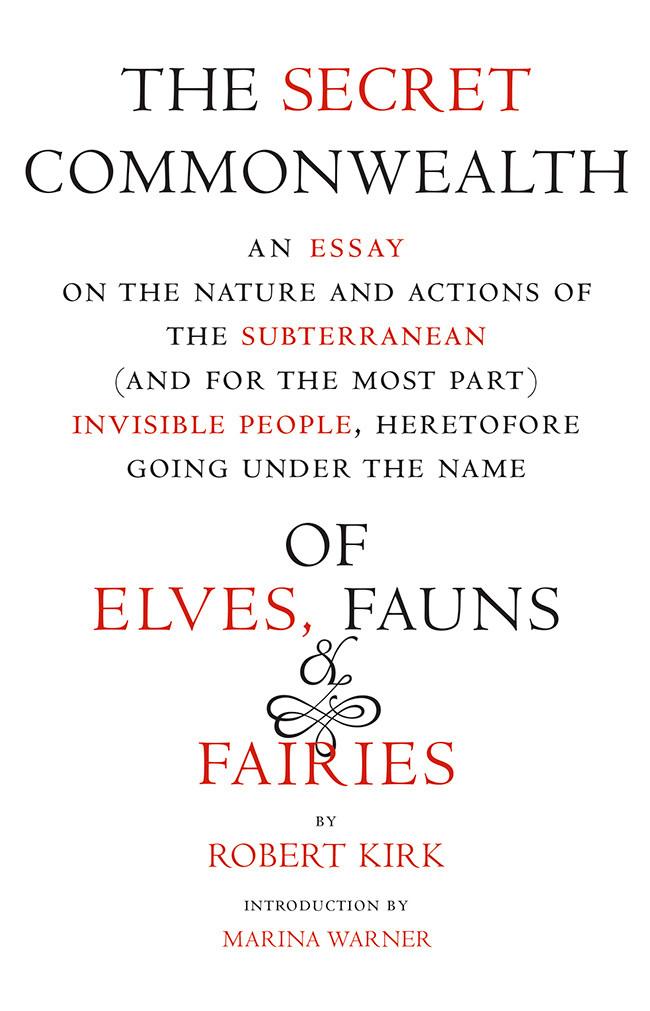 THE SECRET
COMMONWEALTH
AN ESSAY
ON THE NATURE AND ACTIONS OF
THE SUBTERRANEAN
(AND FOR THE MOST PART)
INVISIBLE PEOPLE, HERETOFORE
GOING UNDER THE NAME
OF
ELVES, FAUNS
&
FAIRIES
BY
ROBERT KIRK
INTRODUCTION BY
MARINA WARNER